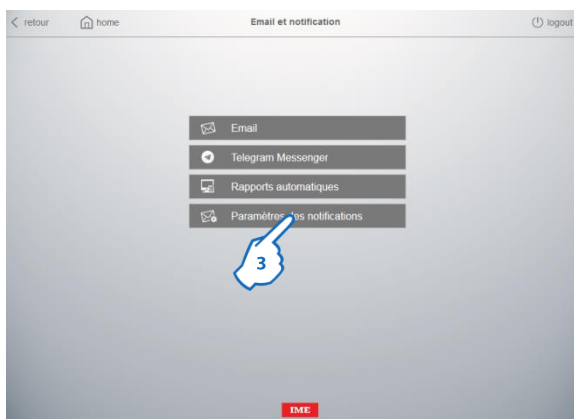 retour home Email et notification logout
Email
Telegram Messenger
Rapports automatiques
Paramètres des notifications
3
IME